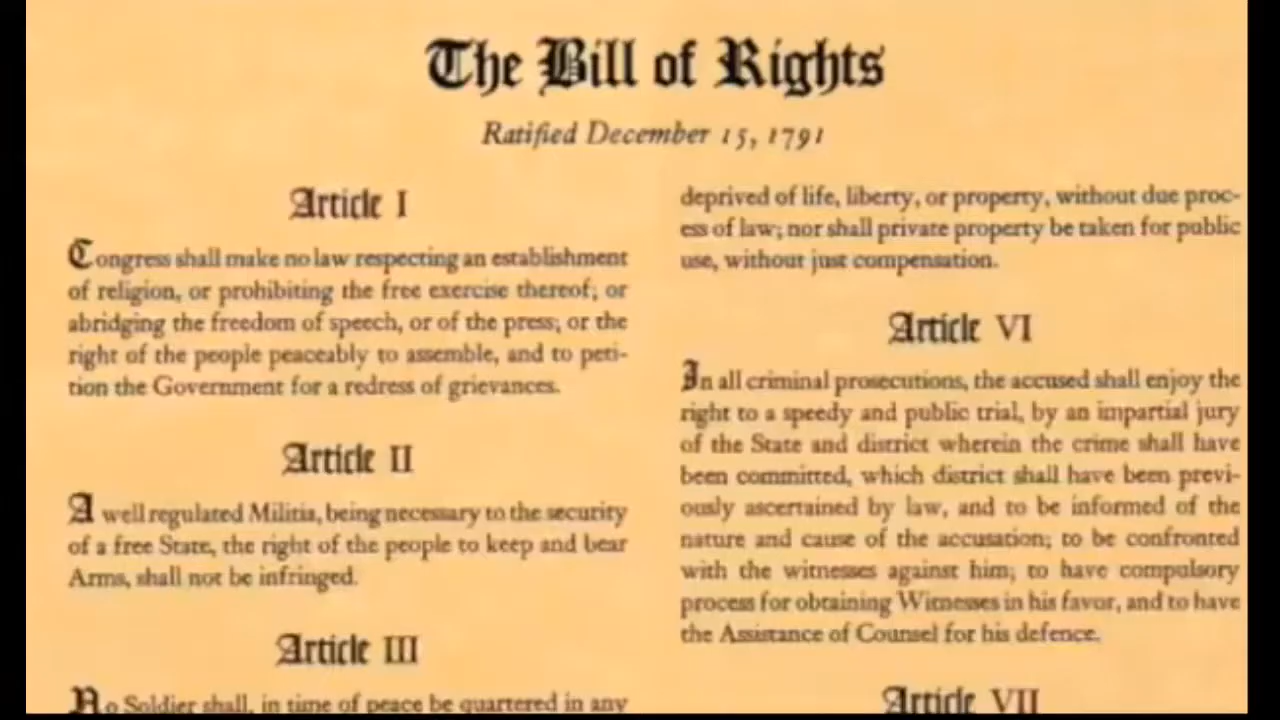 The Bill of Rights
Ratified December 15, 1791
Article I
Congress shall make no law respecting an establishment
of religion, or prohibiting the free exercise thereof; or
abridging the freedom of speech, or of the press; or the
right of the people peaceably to assemble, and to peti-
tion the Government for a redress of grievances.
Article II
A well regulated Militia, being necessary to the security
of a free State, the right of the people to keep and bear
Arms, shall not be infringed.
Article III
No Soldier shall, in time of peace be quartered in any
deprived of life, liberty, or property, without due proc-
ess of law; nor shall private property be taken for public
use, without just compensation.
Article VI
In all criminal prosecutions, the accused shall enjoy the
right to a speedy and public trial, by an impartial jury
of the State and district wherein the crime shall have
been committed, which district shall have been previ-
ously ascertained by law, and to be informed of the
nature and cause of the accusation; to be confronted
with the witnesses against him; to have compulsory
process for obtaining Witnesses in his favor, and to have
the Assistance of Counsel for his defence.
Article VII